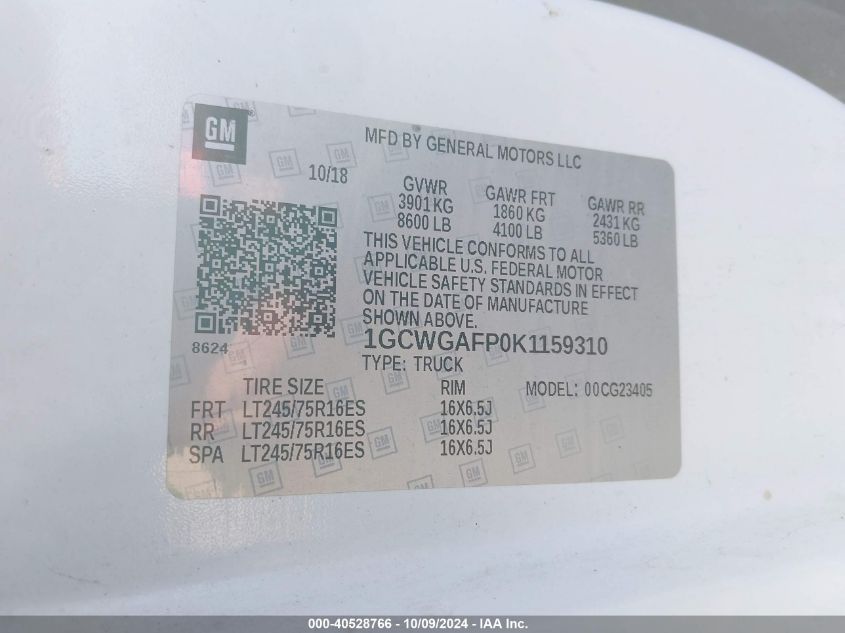 GM ®
MFD BY GENERAL MOTORS LLC
10/18
GVWR GAWR FRT GAWR RR
3901 KG 1860 KG 2431 KG
8600 LB 4100 LB 5360 LB
THIS VEHICLE CONFORMS TO ALL
APPLICABLE U.S. FEDERAL MOTOR
VEHICLE SAFETY STANDARDS IN EFFECT
ON THE DATE OF MANUFACTURE
SHOWN ABOVE.
8624
1GCWGAFP0K1159310
TYPE: TRUCK
TIRE SIZE RIM MODEL: 00CG23405
FRT LT245/75R16ES 16X6.5J
RR LT245/75R16ES 16X6.5J
SPA LT245/75R16ES 16X6.5J
000-40528766 - 10/09/2024 - IAA Inc.